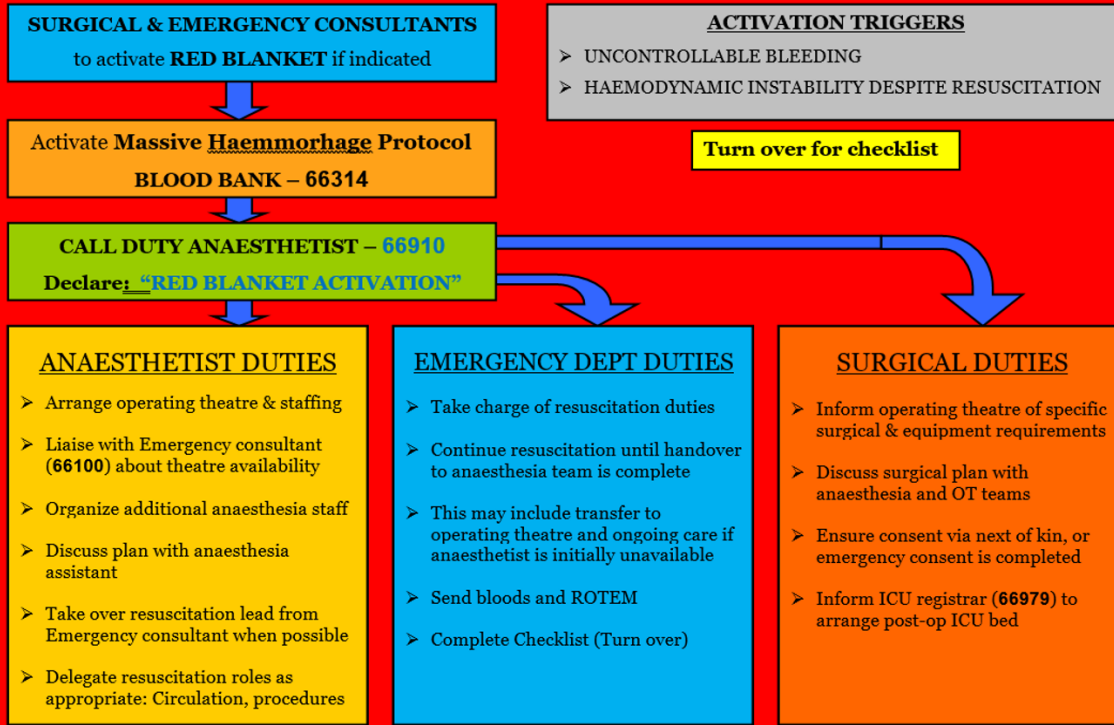 SURGICAL & EMERGENCY CONSULTANTS
to activate RED BLANKET if indicated
ACTIVATION TRIGGERS
➢ UNCONTROLLABLE BLEEDING
➢ HAEMODYNAMIC INSTABILITY DESPITE RESUSCITATION
Turn over for checklist
Activate Massive Haemmorhage Protocol
BLOOD BANK – 66314
CALL DUTY ANAESTHETIST – 66910
Declare: “RED BLANKET ACTIVATION”
ANAESTHETIST DUTIES
➢ Arrange operating theatre & staffing
➢ Liaise with Emergency consultant
(66100) about theatre availability
➢ Organize additional anaesthesia staff
➢ Discuss plan with anaesthesia
assistant
➢ Take over resuscitation lead from
Emergency consultant when possible
➢ Delegate resuscitation roles as
appropriate: Circulation, procedures
EMERGENCY DEPT DUTIES
➢ Take charge of resuscitation duties
➢ Continue resuscitation until handover
to anaesthesia team is complete
➢ This may include transfer to
operating theatre and ongoing care if
anaesthetist is initially unavailable
➢ Send bloods and ROTEM
➢ Complete Checklist (Turn over)
SURGICAL DUTIES
➢ Inform operating theatre of specific
surgical & equipment requirements
➢ Discuss surgical plan with
anaesthesia and OT teams
➢ Ensure consent via next of kin, or
emergency consent is completed
➢ Inform ICU registrar (66979) to
arrange post-op ICU bed